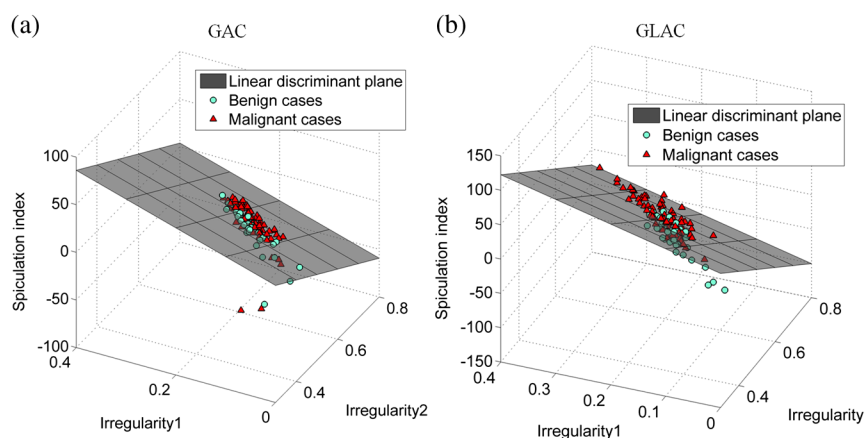 (a)
GAC
Linear discriminant plane
Benign cases
Malignant cases
100
50
0
-50
-100
Spiculation index
0.4
0.2
0
Irregularity1
0.4
0.6
0.8
Irregularity2
(b)
GLAC
Linear discriminant plane
Benign cases
Malignant cases
150
100
50
0
-50
-100
-150
Spiculation index
0.4
0.3
0.2
0.1
0
Irregularity1
0.4
0.6
0.8
Irregularity